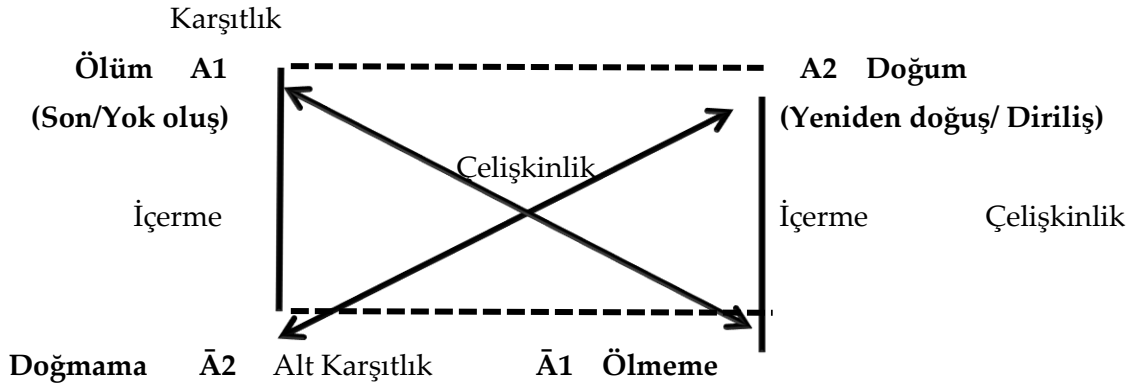 Karşıtlık
Ölüm A1 A2 Doğum
(Son/Yok oluş) (Yeniden doğuş/ Diriliş)
Çelişkinlik
İçerme İçerme Çelişkinlik
Doğmama Ā2 Alt Karşıtlık Ā1 Ölmeme